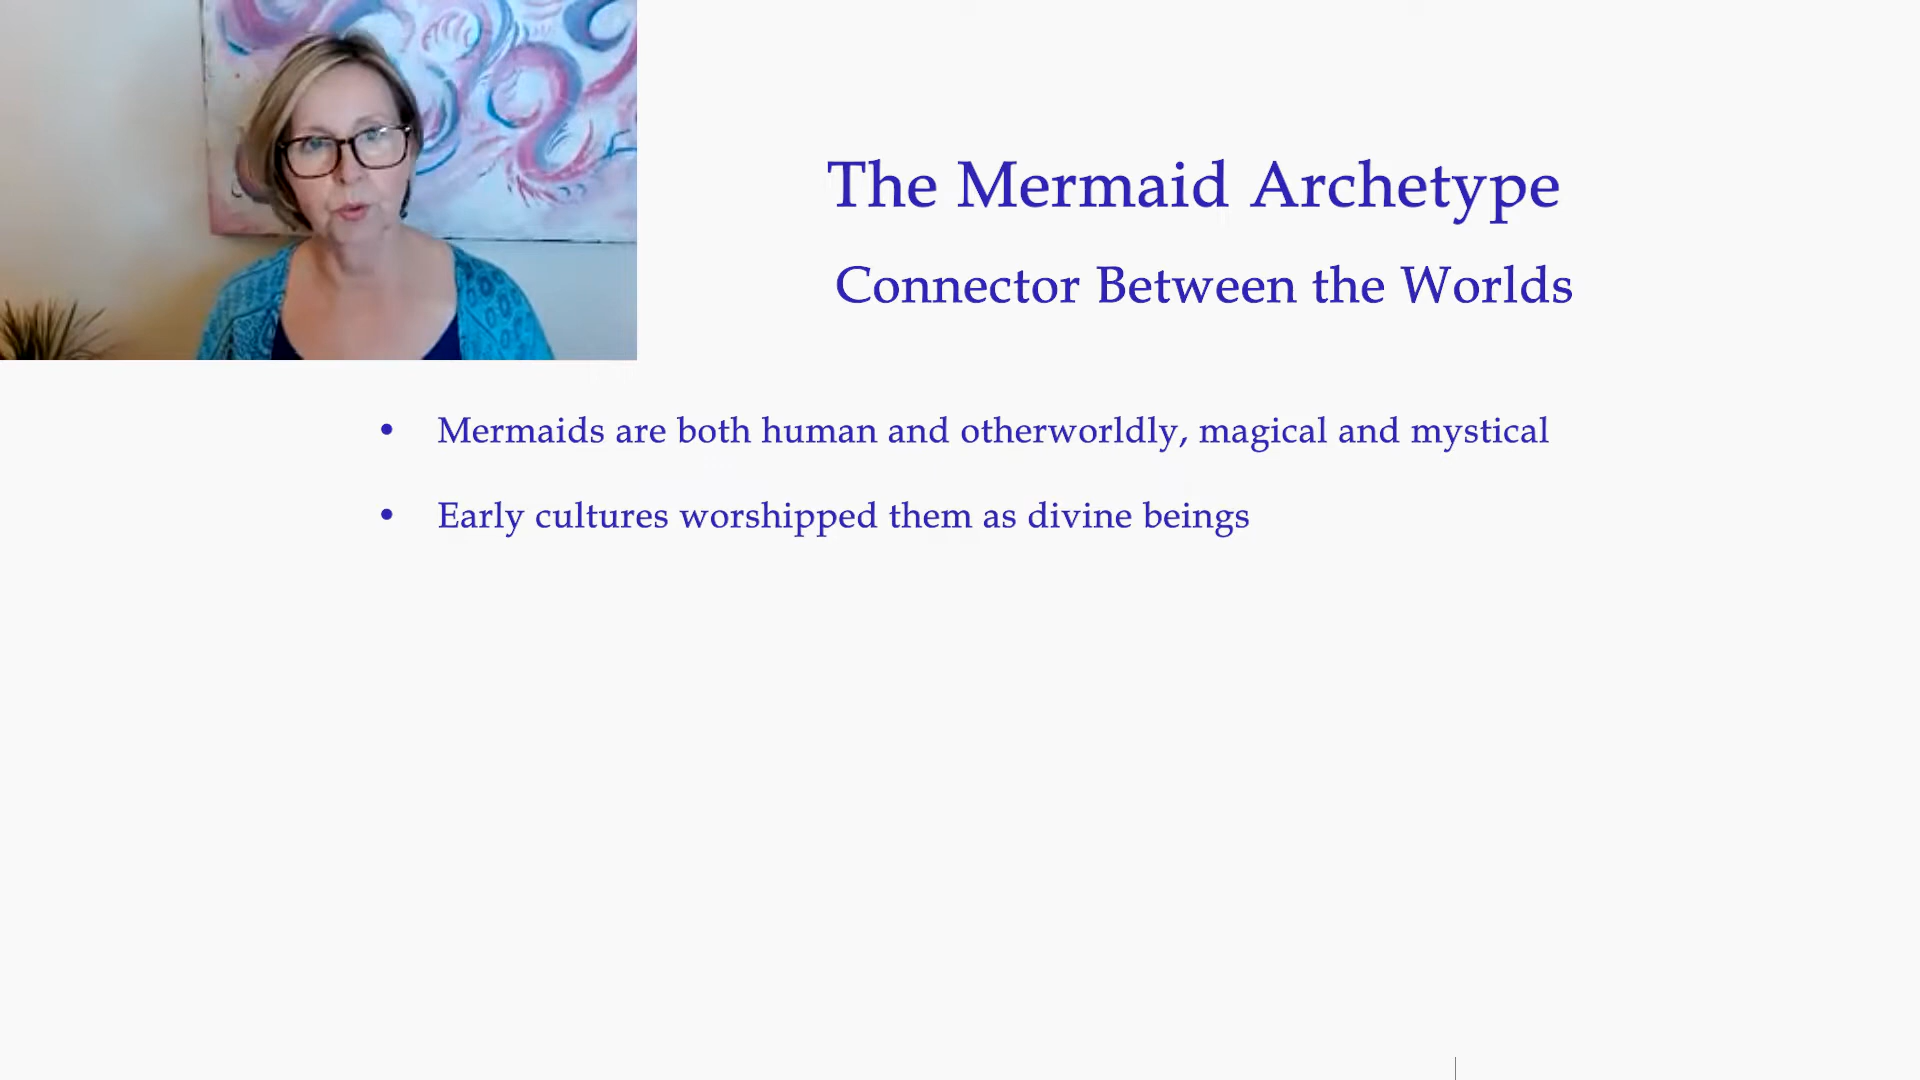 The Mermaid Archetype
Connector Between the Worlds
• Mermaids are both human and otherworldly, magical and mystical
• Early cultures worshipped them as divine beings